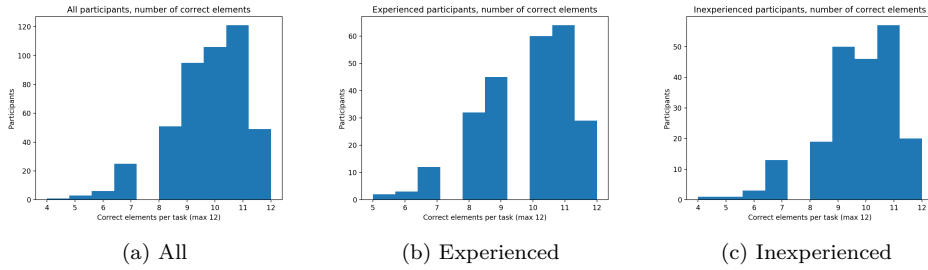 All participants, number of correct elements
120
100
80
60
40
20
0
Participants
4 5 6 7 8 9 10 11 12
Correct elements per task (max 12)
(a) All
Experienced participants, number of correct elements
60
50
40
30
20
10
0
Participants
5 6 7 8 9 10 11 12
Correct elements per task (max 12)
(b) Experienced
Inexperienced participants, number of correct elements
50
40
30
20
10
0
Participants
4 5 6 7 8 9 10 11 12
Correct elements per task (max 12)
(c) Inexperienced